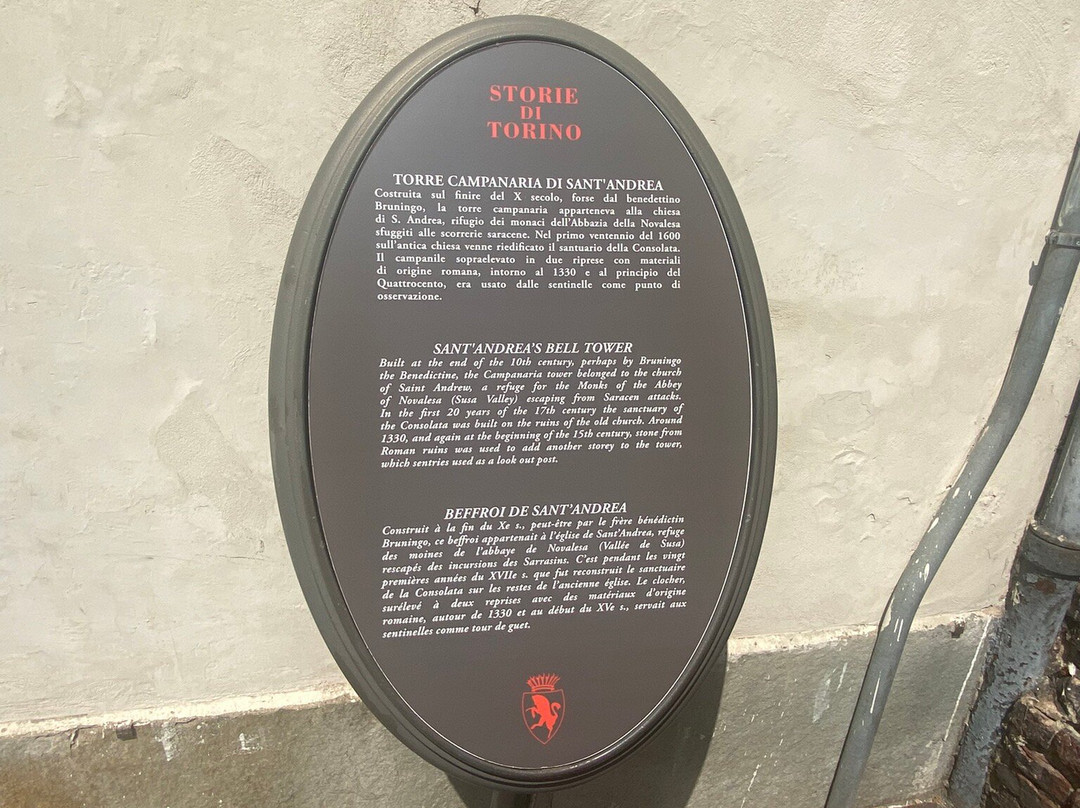 STORIE
DI
TORINO
TORRE CAMPANARIA DI SANT'ANDREA
Costruita sul finire del X secolo, forse dal benedettino
Bruningo, la torre campanaria apparteneva alla chiesa
di S. Andrea, rifugio dei monaci dell'Abbazia della Novalesa
sfuggiti alle scorrerie saracene. Nel primo ventennio del 1600
sull'antica chiesa venne riedificato il santuario della Consolata.
Il campanile sopraelevato in due riprese con materiali
di origine romana, intorno al 1330 e al principio del
Quattrocento, era usato dalle sentinelle come punto di
osservazione.
SANT'ANDREA'S BELL TOWER
Built at the end of the 10th century, perhaps by Bruningo
the Benedictine, the Campanaria tower belonged to the church
of Saint Andrew, a refuge for the Monks of the Abbey
of Novalesa (Susa Valley) escaping from Saracen attacks.
In the first 20 years of the 17th century the sanctuary of
the Consolata was built on the ruins of the old church. Around
1330, and again at the beginning of the 15th century, stone from
Roman ruins was used to add another storey to the tower,
which sentries used as a look out post.
BEFFROI DE SANT'ANDREA
Construit à la fin du Xe s., peut-être par le frère bénédictin
Bruningo, ce beffroi appartenait à l'église de Sant'Andrea, refuge
des moines de l'abbaye de Novalesa (Vallée de Susa)
rescapés des incursions des Sarrasins. C'est pendant les vingt
premières années du XVIIe s. que fut reconstruit le sanctuaire
de la Consolata sur les restes de l'ancienne église. Le clocher,
surélevé à deux reprises avec des matériaux d'origine
romaine, autour de 1330 et au début du XVe s., servait aux
sentinelles comme tour de guet.